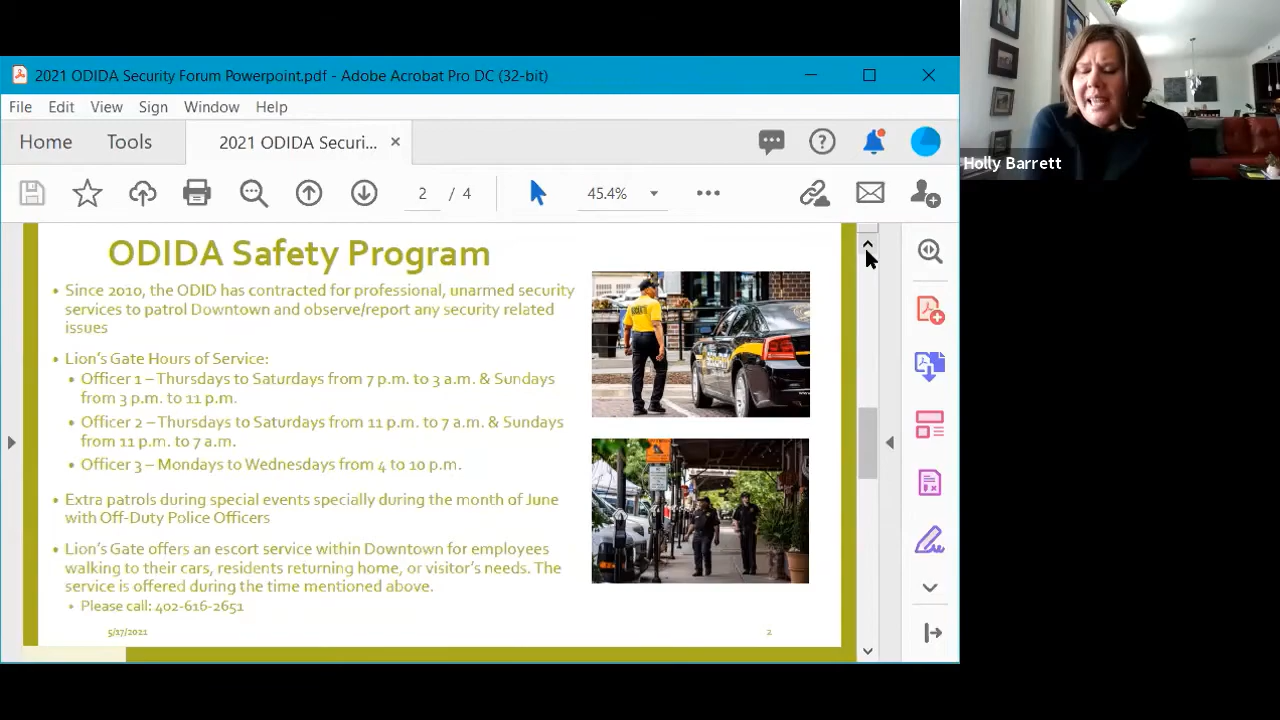 2021 ODIDA Security Forum Powerpoint.pdf - Adobe Acrobat Pro DC (32-bit)
File Edit View Sign Window Help
Home Tools 2021 ODIDA Securi...
2 / 4 45.4%
Holly Barrett
ODIDA Safety Program
• Since 2010, the ODID has contracted for professional, unarmed security
services to patrol Downtown and observe/report any security related
issues
• Lion's Gate Hours of Service:
• Officer 1 – Thursdays to Saturdays from 7 p.m. to 3 a.m. & Sundays
from 3 p.m. to 11 p.m.
• Officer 2 – Thursdays to Saturdays from 11 p.m. to 7 a.m. & Sundays
from 11 p.m. to 7 a.m.
• Officer 3 – Mondays to Wednesdays from 4 to 10 p.m.
• Extra patrols during special events specially during the month of June
with Off-Duty Police Officers
• Lion's Gate offers an escort service within Downtown for employees
walking to their cars, residents returning home, or visitor's needs. The
service is offered during the time mentioned above.
• Please call: 402-616-2651
5/17/2021
2